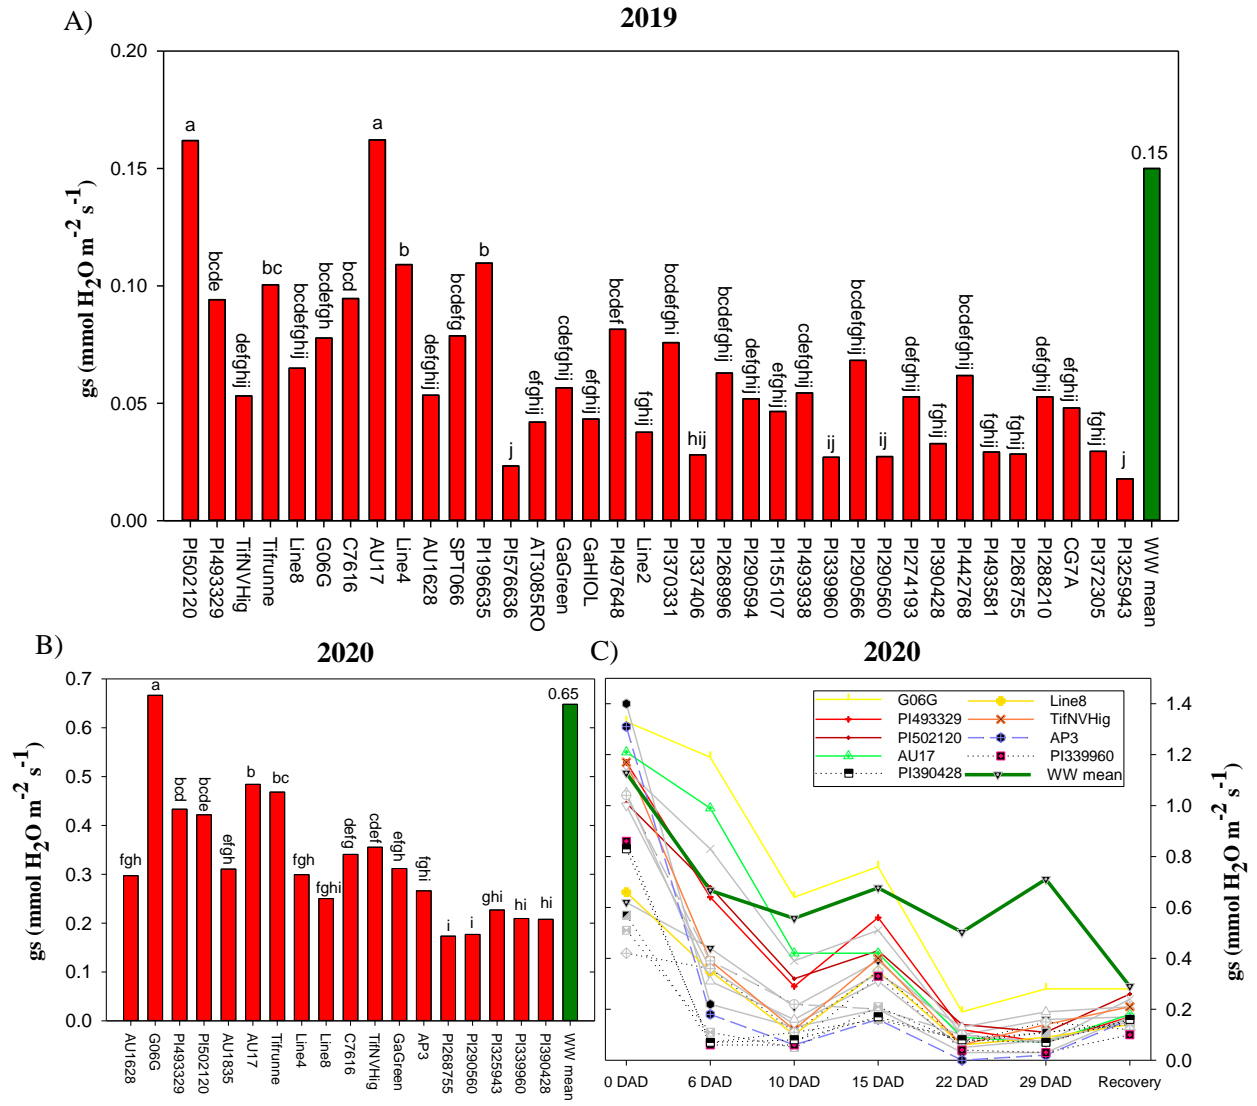 A)
2019
gs (mmol H2O m-2 s-1)
0.20
0.15
0.10
0.05
0.00
a
bcde
defghij
bc
bcdefghij
bcdefgh
bcd
a
b
defghij
bcdefg
b
j
efghij
cdefghij
efghij
bcdef
fghij
bcdefghi
hij
bcdefghij
defghij
efghij
cdefghij
ij
bcdefghij
ij
defghij
fghij
bcdefghij
fghij
fghij
defghij
efghij
fghij
j
0.15
PI502120
PI493329
TifNVHig
Tifrunne
Line8
G06G
C7616
AU17
Line4
AU1628
SPT066
PI196635
PI576636
AT3085RO
GaGreen
GaHIOL
PI497648
Line2
PI370331
PI337406
PI268996
PI290594
PI155107
PI493938
PI339960
PI290566
PI290560
PI274193
PI390428
PI442768
PI493581
PI268755
PI288210
CG7A
PI372305
PI325943
WW mean
B)
2020
gs (mmol H2O m-2 s-1)
0.7
0.6
0.5
0.4
0.3
0.2
0.1
0.0
fgh
a
bcd
bcde
efgh
b
bc
fgh
fghi
defg
cdef
efgh
fghi
i
i
ghi
hi
hi
0.65
AU1628
G06G
PI493329
PI502120
AU1835
AU17
Tifrunne
Line4
Line8
C7616
TifNVHig
GaGreen
AP3
PI268755
PI290560
PI325943
PI339960
PI390428
WW mean
C)
2020
G06G
PI493329
PI502120
AU17
PI390428
Line8
TifNVHig
AP3
PI339960
WW mean
1.4
1.2
1.0
0.8
0.6
0.4
0.2
0.0
gs (mmol H2O m-2 s-1)
0 DAD
6 DAD
10 DAD
15 DAD
22 DAD
29 DAD
Recovery